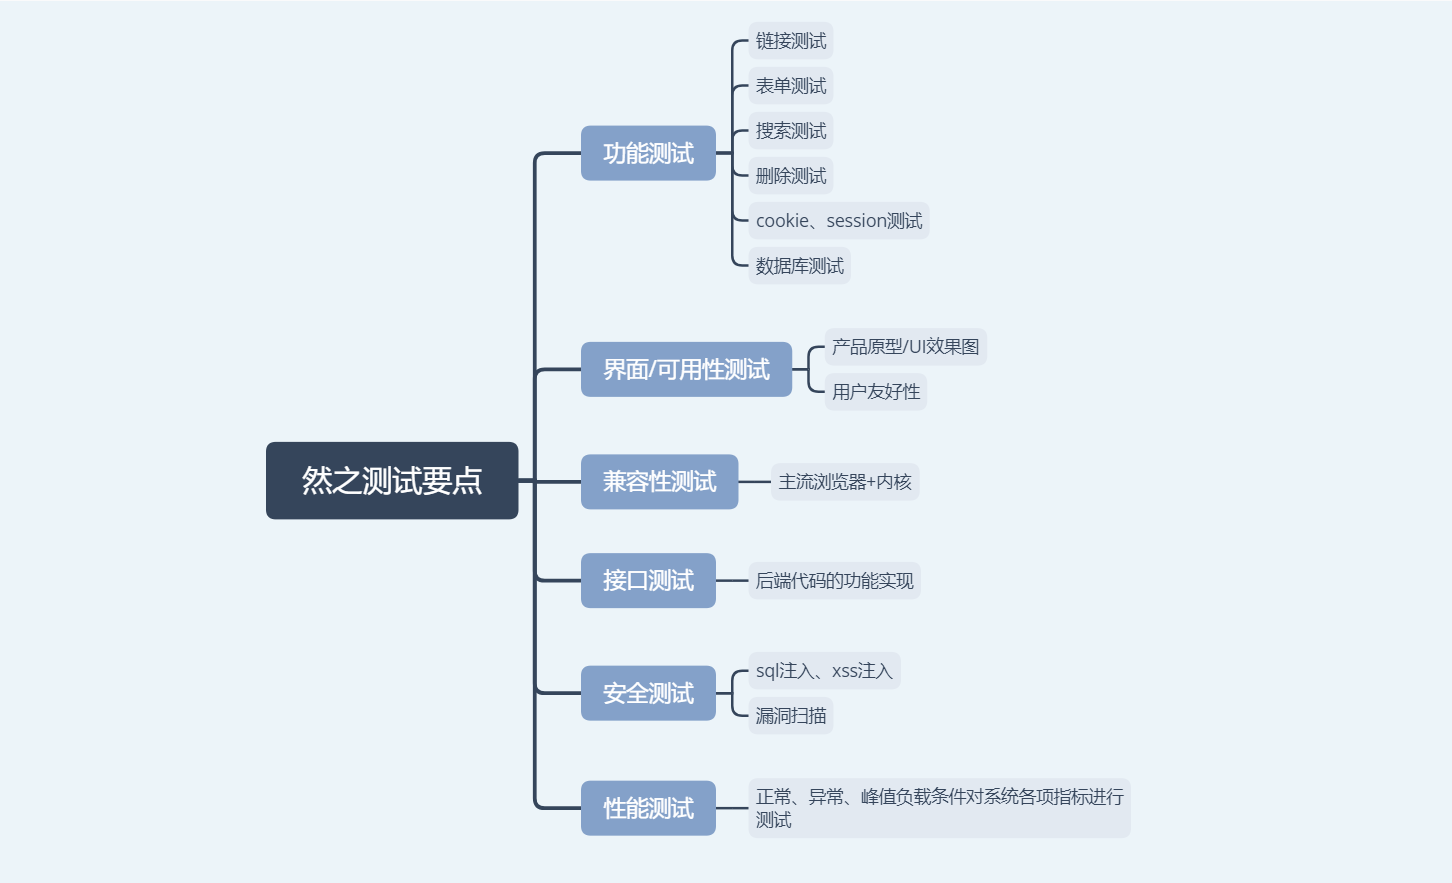 然之测试要点
功能测试
链接测试
表单测试
搜索测试
删除测试
cookie、session测试
数据库测试
界面/可用性测试
产品原型/UI效果图
用户友好性
兼容性测试
主流浏览器+内核
接口测试
后端代码的功能实现
安全测试
sql注入、xss注入
漏洞扫描
性能测试
正常、异常、峰值负载条件对系统各项指标进行
测试